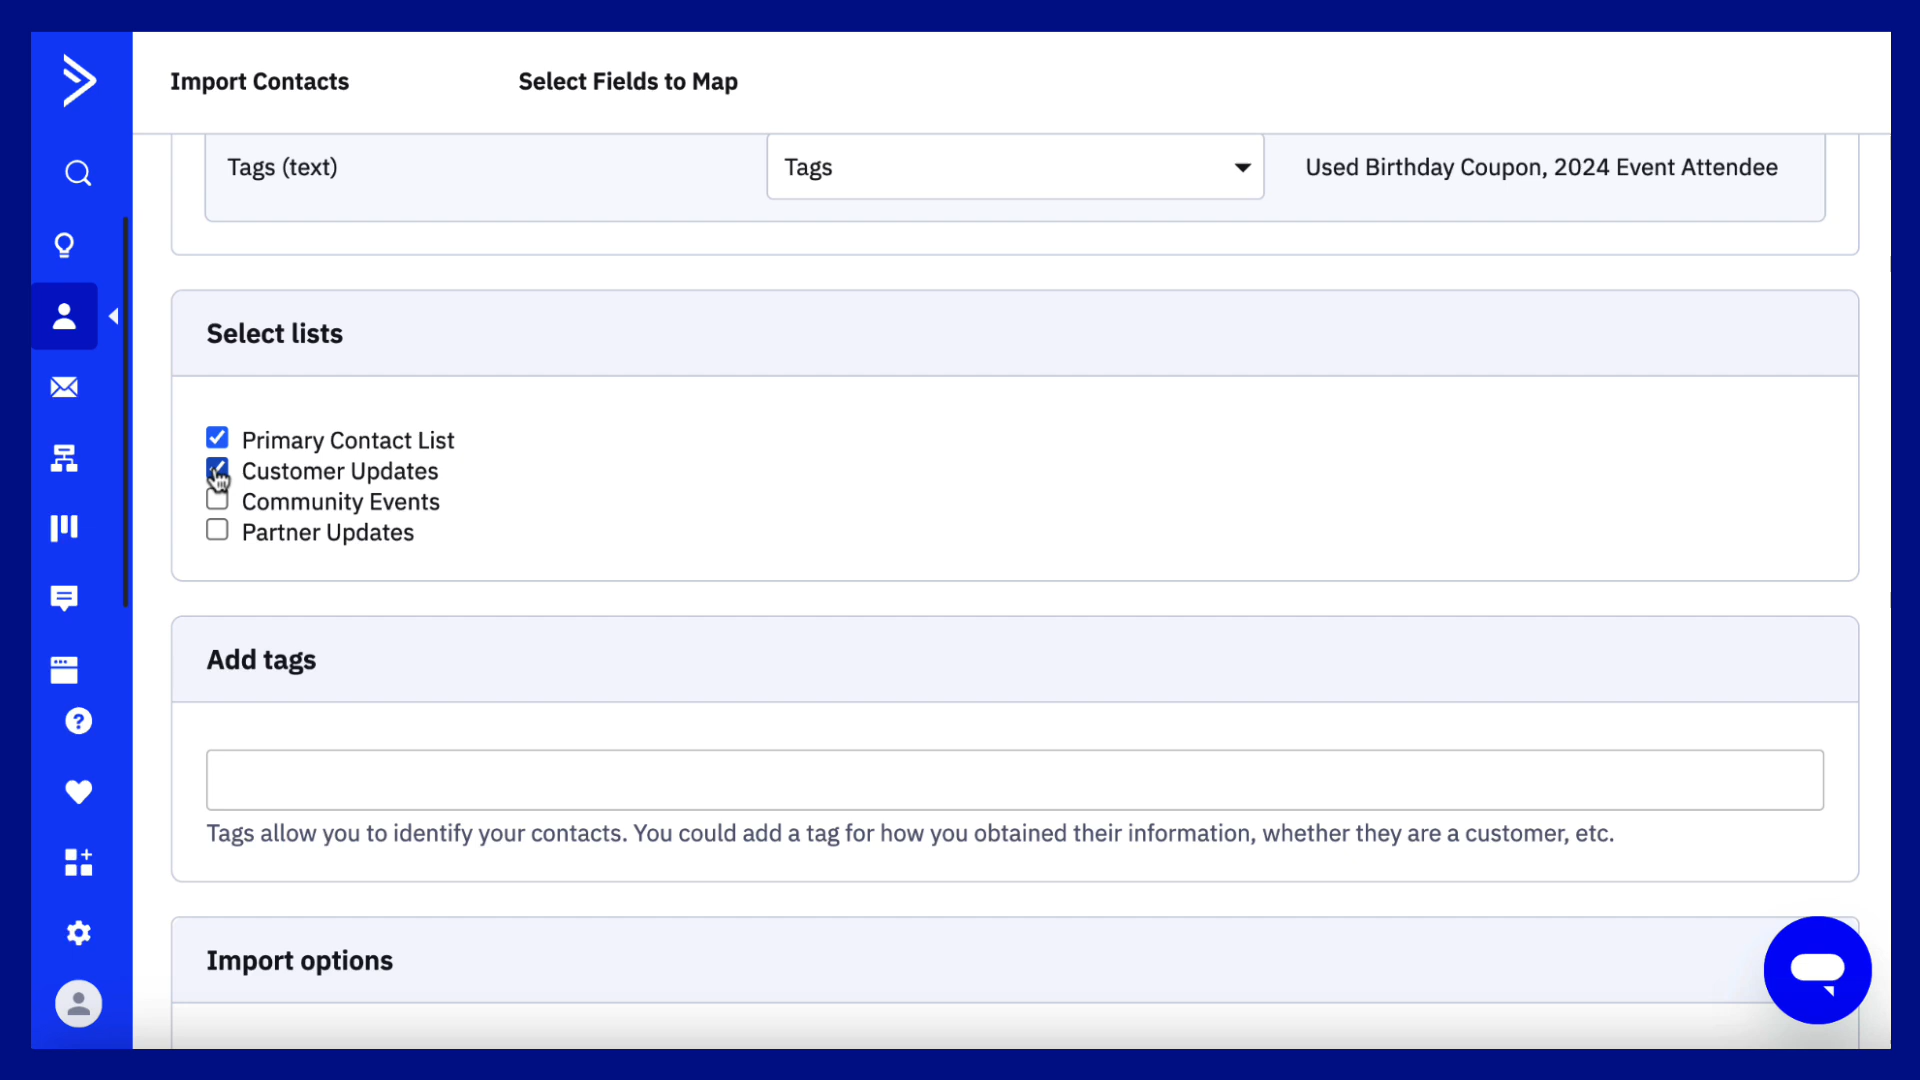 Import Contacts
Select Fields to Map
Tags (text)
Tags
Used Birthday Coupon, 2024 Event Attendee
Select lists
Primary Contact List
Customer Updates
Community Events
Partner Updates
Add tags
Tags allow you to identify your contacts. You could add a tag for how you obtained their information, whether they are a customer, etc.
Import options